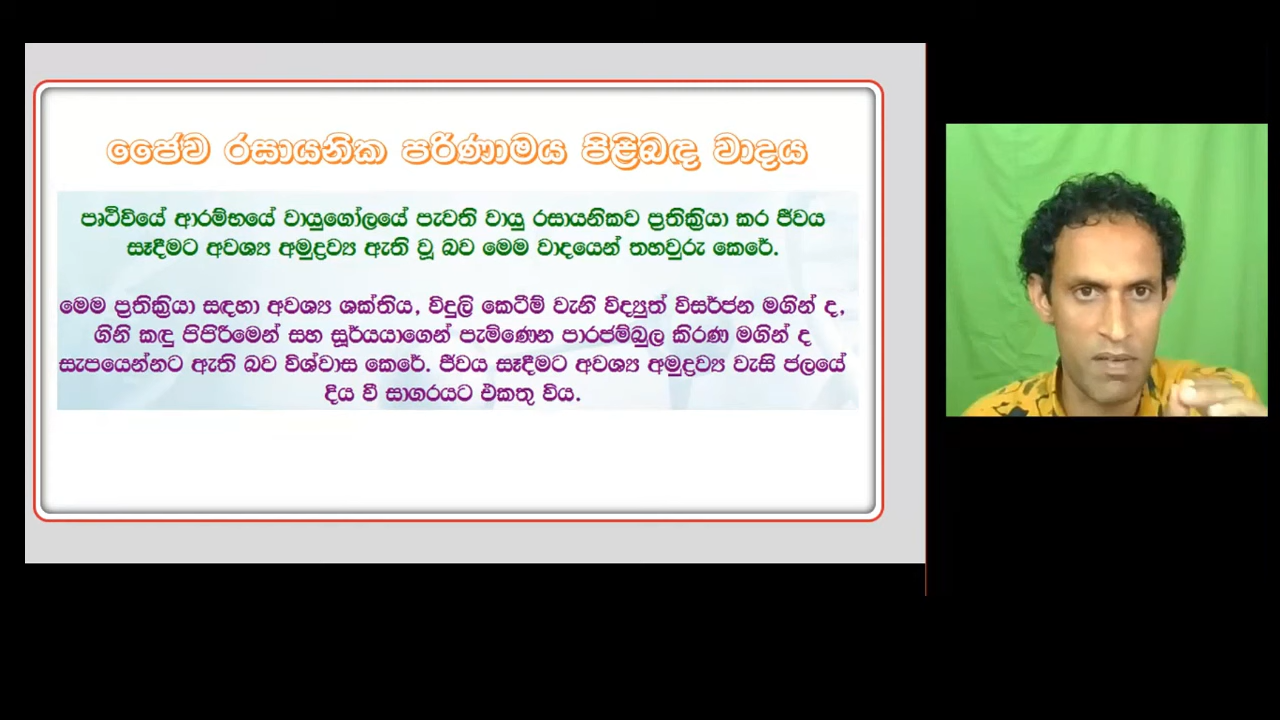 ජෛව රසායනික පරිණාමය පිළිබඳ වාදය
පෘථිවියේ ආරම්භයේ වායුගෝලයේ පැවති වායු රසායනිකව ප්‍රතික්‍රියා කර ජීවය
සෑදීමට අවශ්‍ය අමුද්‍රව්‍ය ඇති වූ බව මෙම වාදයෙන් තහවුරු කෙරේ.
මෙම ප්‍රතික්‍රියා සඳහා අවශ්‍ය ශක්තිය, විදුලි කෙටීම් වැනි විද්‍යුත් විසර්ජන මගින් ද,
ගිනි කඳු පිපිරීමෙන් සහ සූර්යයාගෙන් පැමිණෙන පාරජම්බුල කිරණ මගින් ද
සැපයෙන්නට ඇති බව විශ්වාස කෙරේ. ජීවය සෑදීමට අවශ්‍ය අමුද්‍රව්‍ය වැසි ජලයේ
දිය වී සාගරයට එකතු විය.